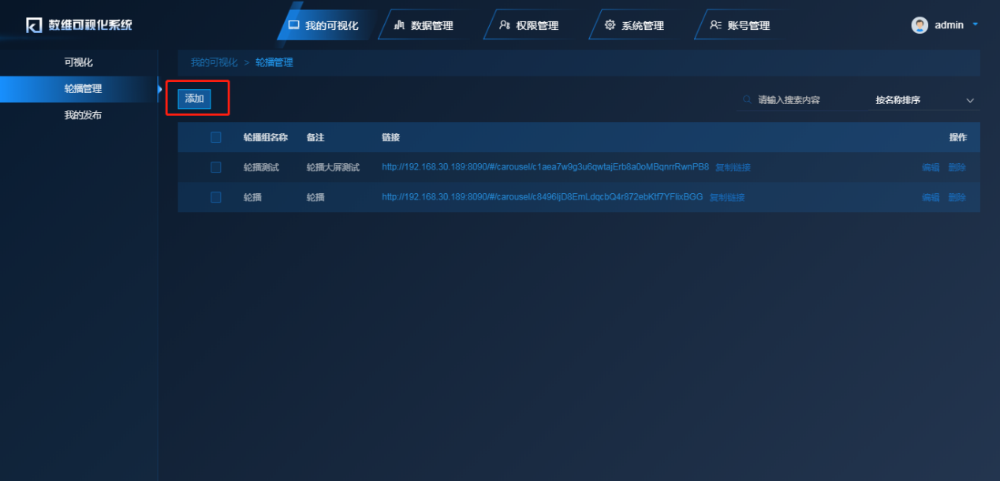 数维可视化系统
我的可视化 数据管理 权限管理 系统管理 账号管理 admin
可视化
轮播管理
我的发布
我的可视化 > 轮播管理
添加 请输入搜索内容 按名称排序
轮播组名称 备注 链接 操作
轮播测试 轮播大屏测试 http://192.168.30.189:8090/#/carousel/c1aea7w9g3u6qwtajErb8a0oMBqnrrRwnPB8 复制链接 编辑 删除
轮播 轮播 http://192.168.30.189:8090/#/carousel/c8496IjD8EmLdqcbQ4r872ebKtf7YFlixBGG 复制链接 编辑 删除